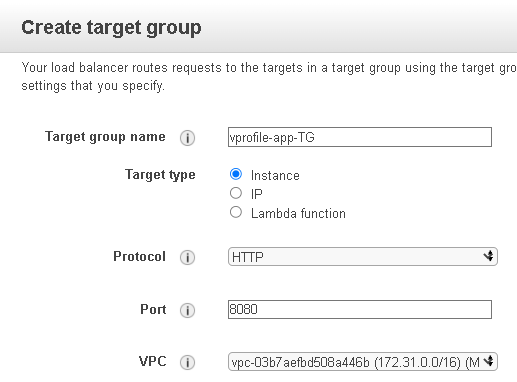 Create target group
Your load balancer routes requests to the targets in a target group using the target gro
settings that you specify.
Target group name i vprofile-app-TG
Target type Instance
IP
Lambda function
Protocol i HTTP
Port i 8080
VPC i vpc-03b7aefbd508a446b (172.31.0.0/16) (M